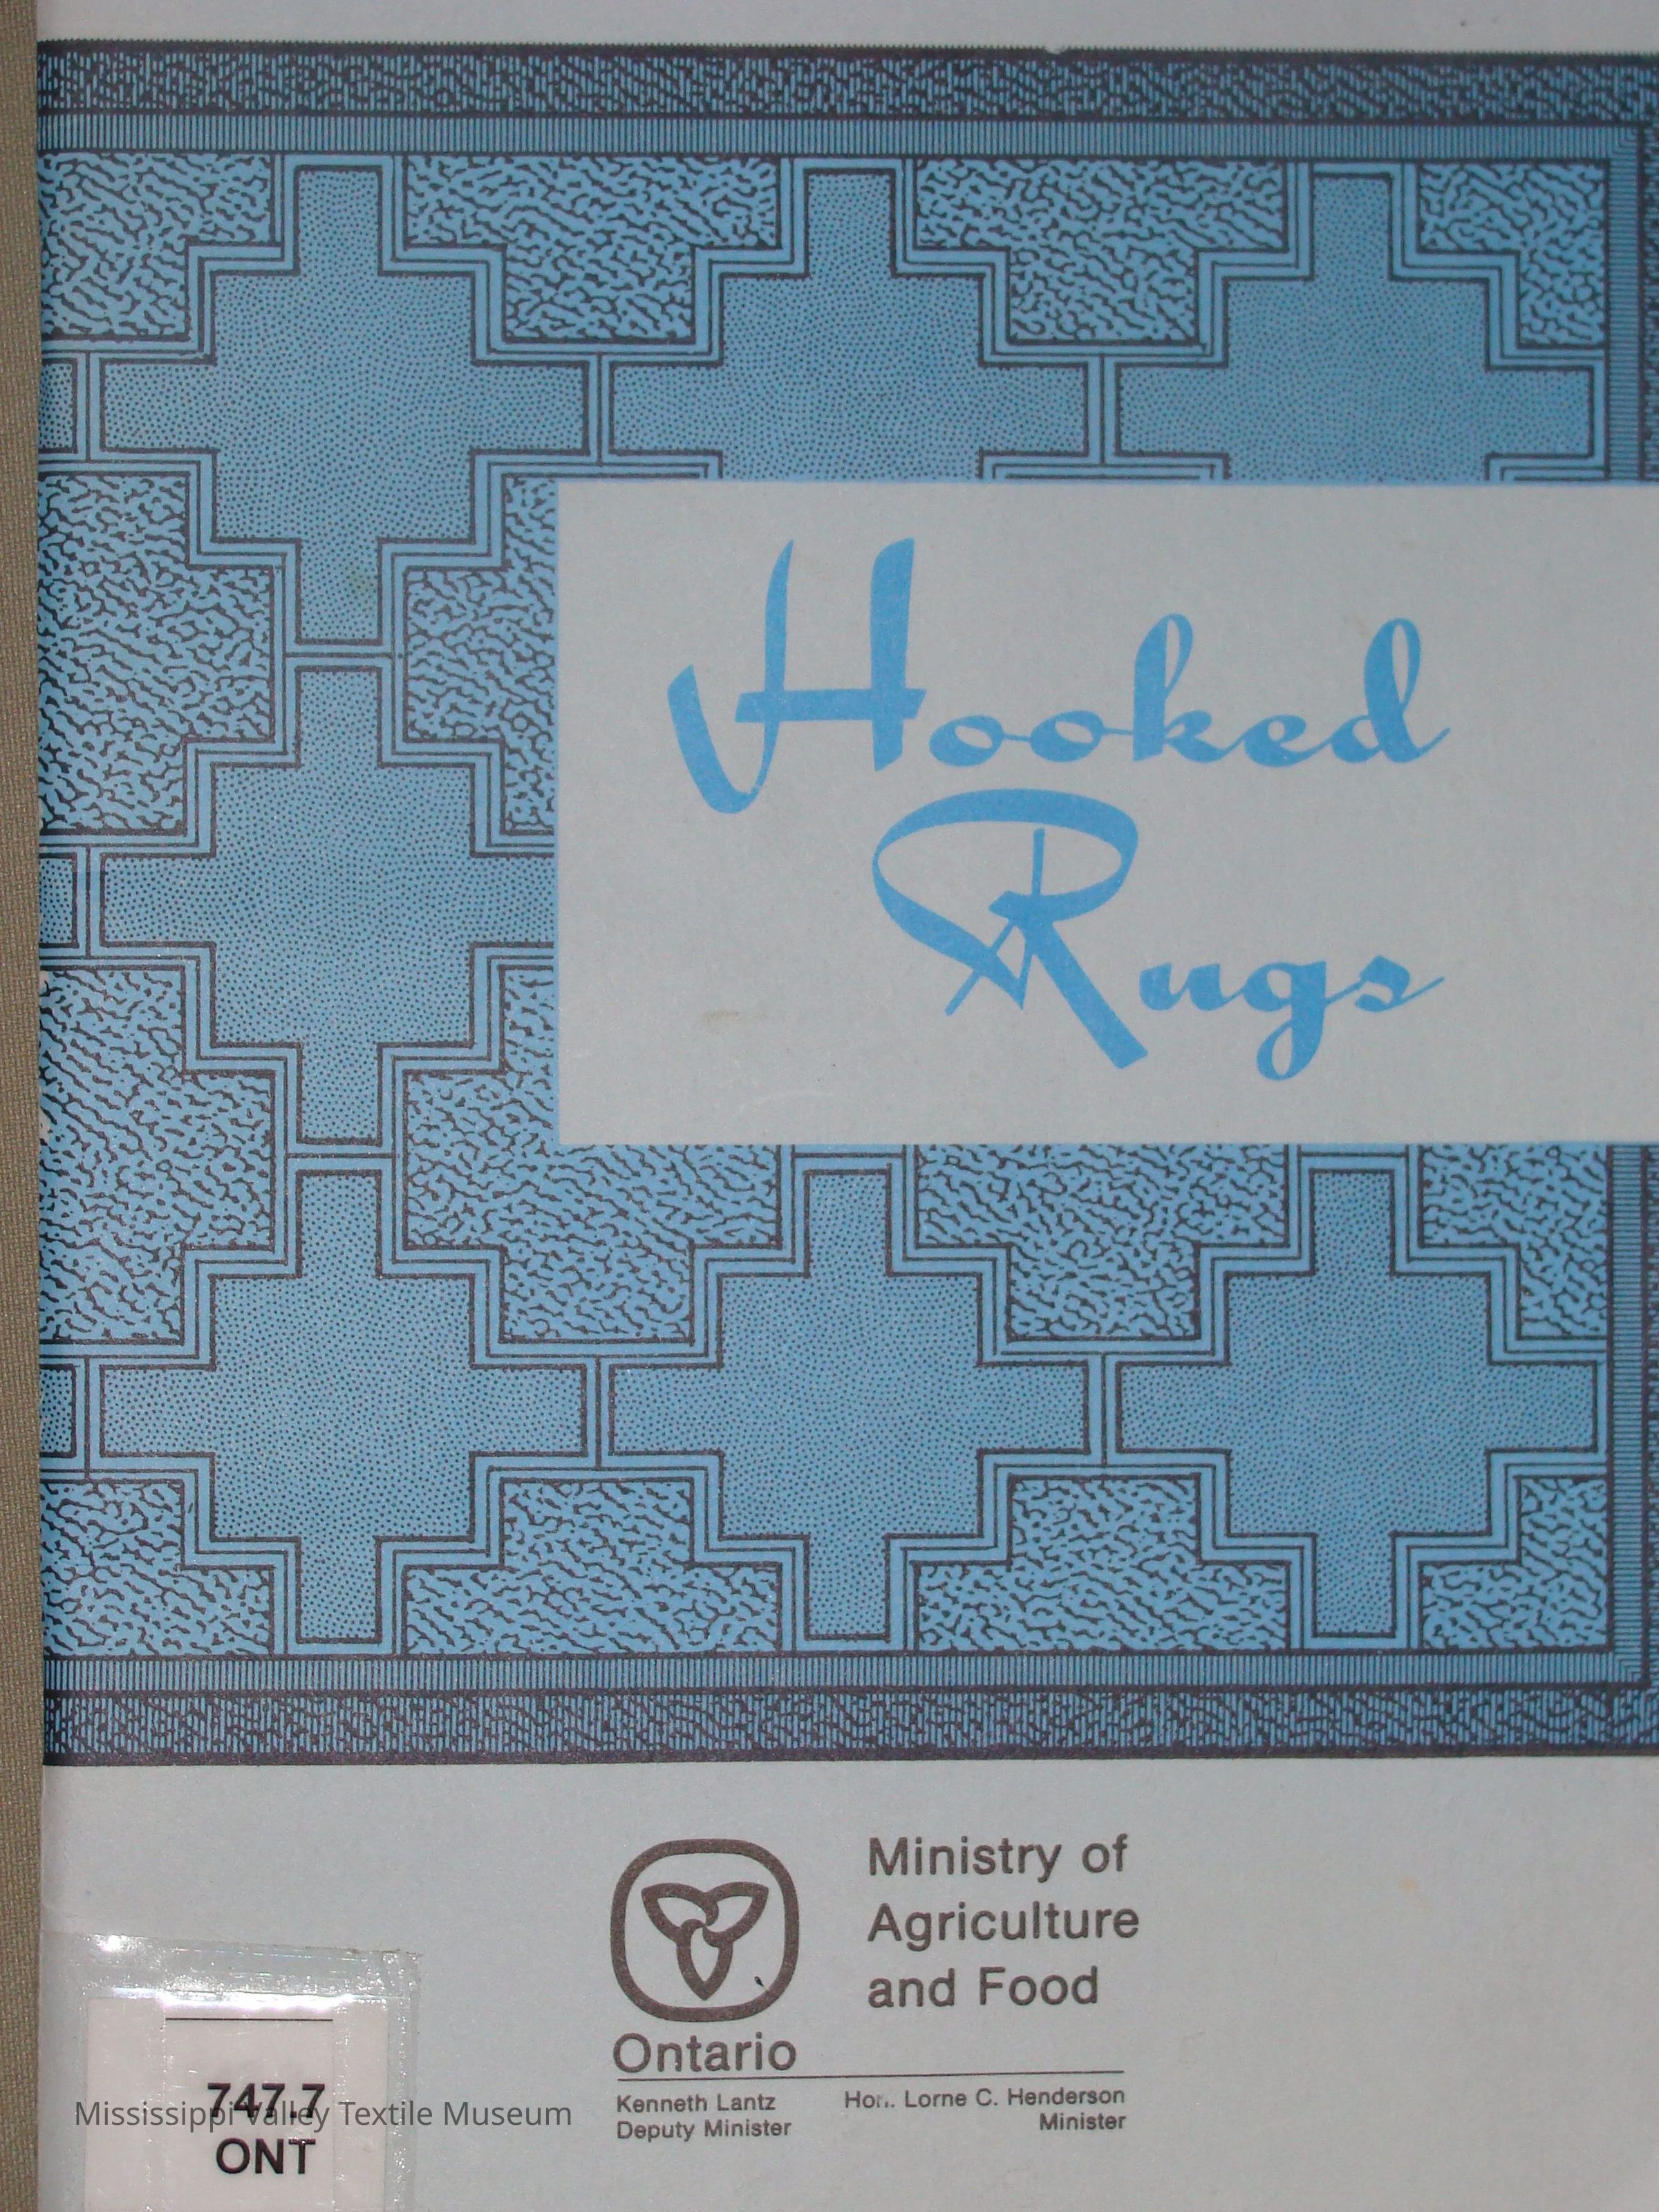 Hooked
Rugs
Ministry of
Agriculture
and Food
Ontario
Kenneth Lantz
Deputy Minister
Hon. Lorne C. Henderson
Minister
747.7
ONT
Mississippi Valley Textile Museum